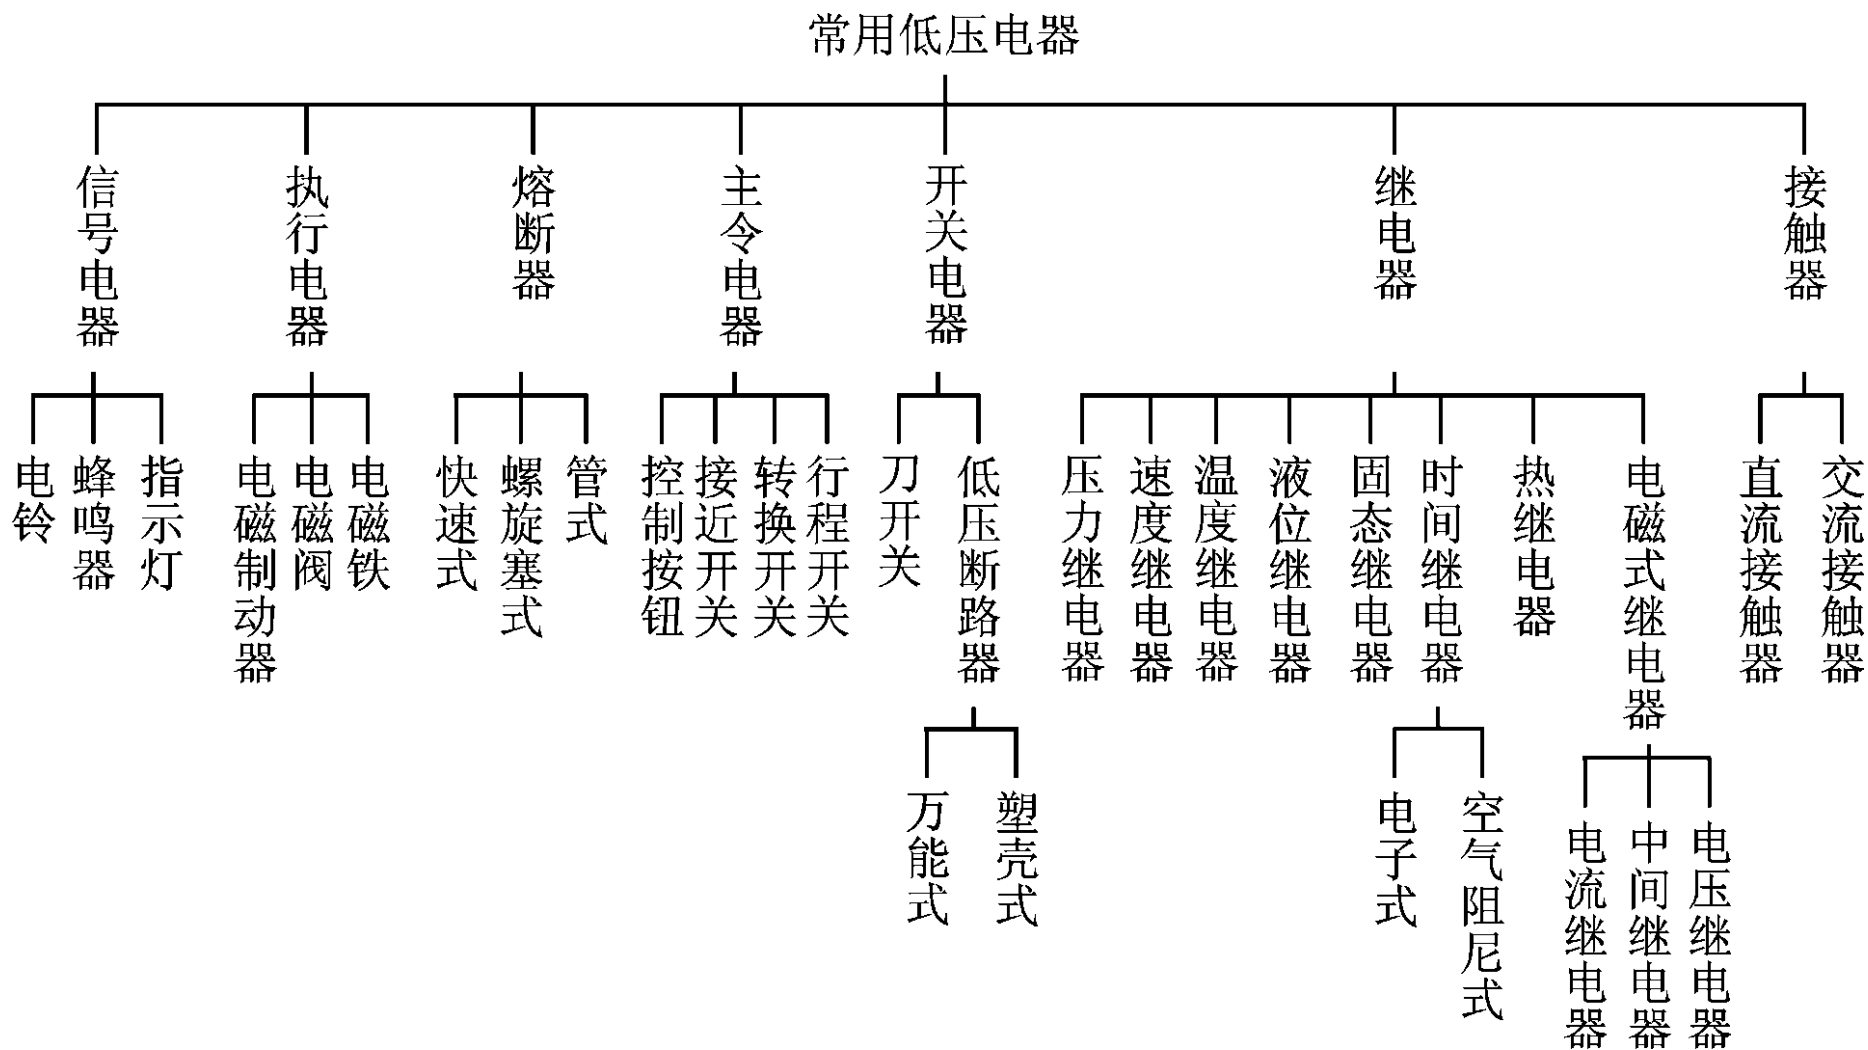 常用低压电器
信号电器
执行电器
熔断器
主令电器
开关电器
继电器
接触器
电铃
蜂鸣器
指示灯
电磁制动器
电磁阀
电磁铁
快速式
螺旋塞式
管式
控制按钮
接近开关
转换开关
行程开关
刀开关
低压断路器
压力继电器
速度继电器
温度继电器
液位继电器
固态继电器
时间继电器
热继电器
电磁式继电器
直流接触器
交流接触器
万能式
塑壳式
电子式
空气阻尼式
电流继电器
中间继电器
电压继电器